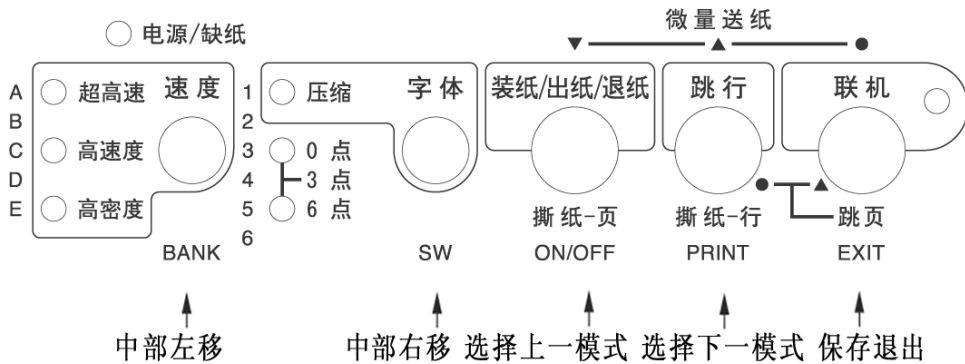 微量送纸
电源/缺纸
▼ ▲ ●
A 超高速 速度 1 压缩 字体 装纸/出纸/退纸 跳行 联机
B 2
C 高速度 3 0 点
D 4 3 点
E 高密度 5 6 点 ● ▲
撕纸-页 撕纸-行 跳页
6
BANK SW ON/OFF PRINT EXIT
中部左移 中部右移 选择上一模式 选择下一模式 保存退出